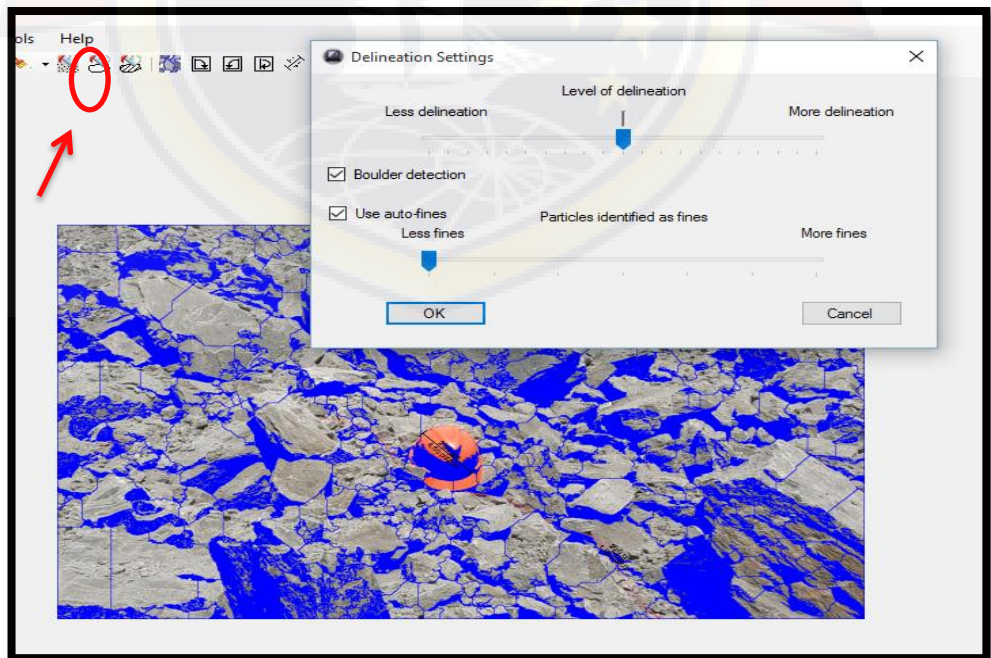 ols Help
Delineation Settings
Level of delineation
Less delineation More delineation
Boulder detection
Use auto-fines
Particles identified as fines
Less fines More fines
OK Cancel